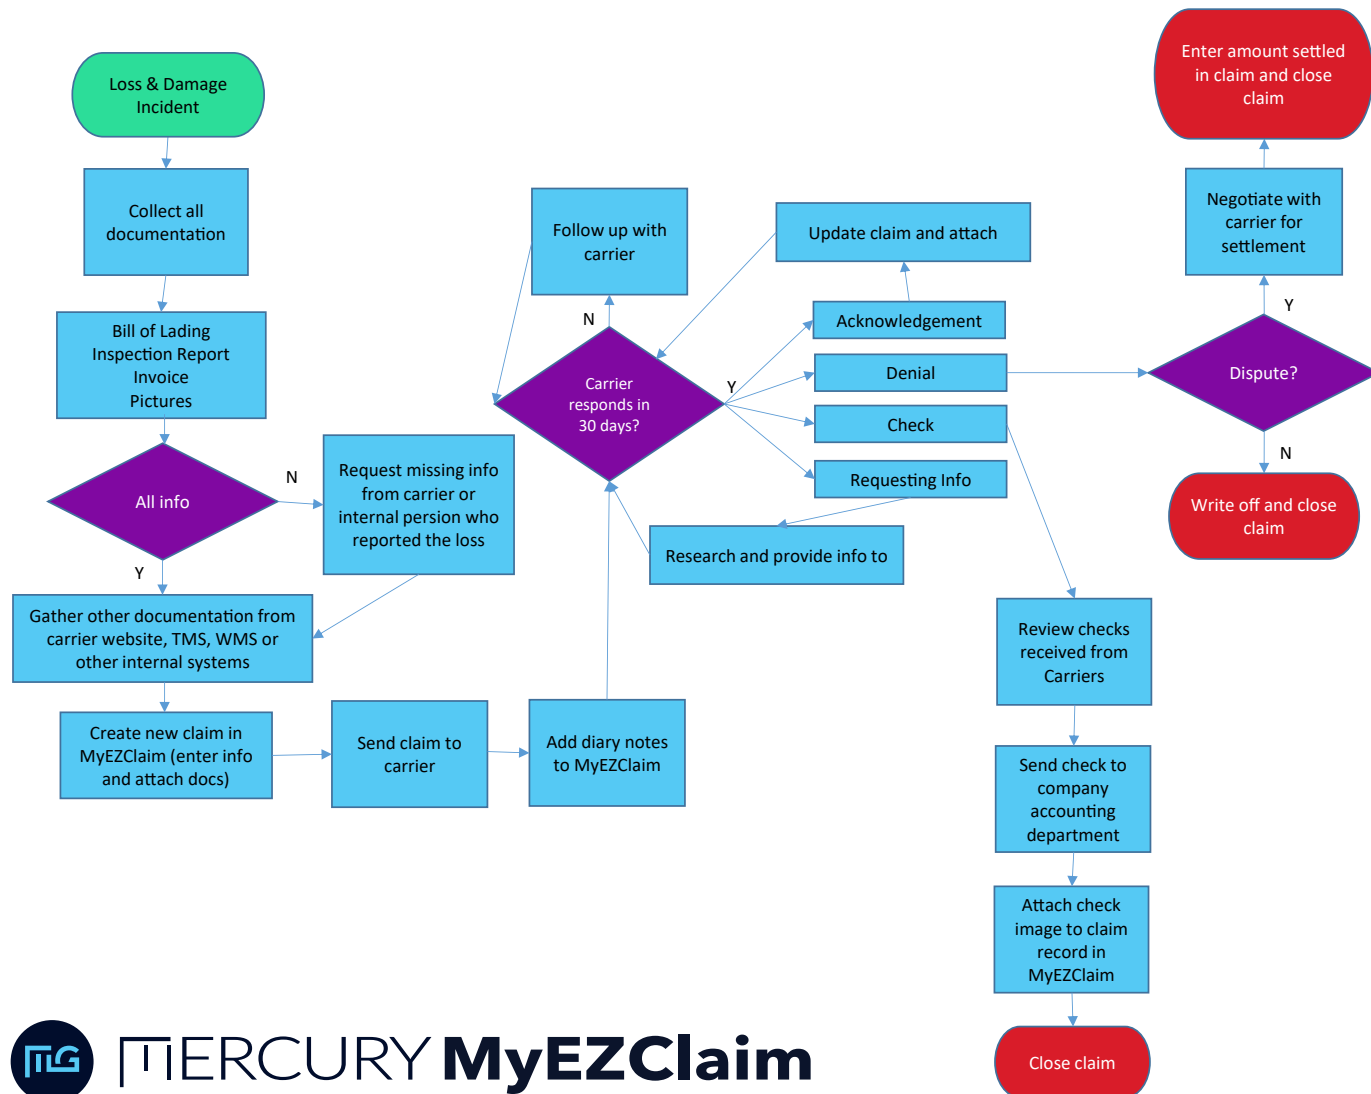 Loss & Damage
Incident
Collect all
documentation
Bill of Lading
Inspection Report
Invoice
Pictures
All info
N
Request missing info
from carrier or
internal persion who
reported the loss
Y
Gather other documentation from
carrier website, TMS, WMS or
other internal systems
Create new claim in
MyEZClaim (enter info
and attach docs)
Send claim to
carrier
Add diary notes
to MyEZClaim
Carrier
responds in
30 days?
N
Follow up with
carrier
Y
Acknowledgement
Update claim and attach
Denial
Check
Requesting Info
Research and provide info to
Dispute?
Y
Negotiate with
carrier for
settlement
Enter amount settled
in claim and close
claim
N
Write off and close
claim
Review checks
received from
Carriers
Send check to
company
accounting
department
Attach check
image to claim
record in
MyEZClaim
Close claim
MG MERCURY MyEZClaim